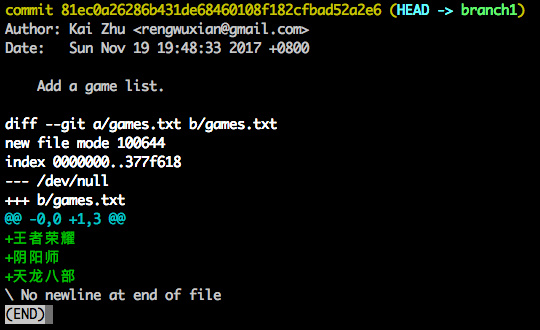 commit 81ec0a26286b431de68460108f182cfbad52a2e6 (HEAD -> branch1)
Author: Kai Zhu <rengwuxian@gmail.com>
Date:   Sun Nov 19 19:48:33 2017 +0800
    Add a game list.
diff --git a/games.txt b/games.txt
new file mode 100644
index 0000000..377f618
--- /dev/null
+++ b/games.txt
@@ -0,0 +1,3 @@
+王者荣耀
+阴阳师
+天龙八部
\ No newline at end of file
(END)